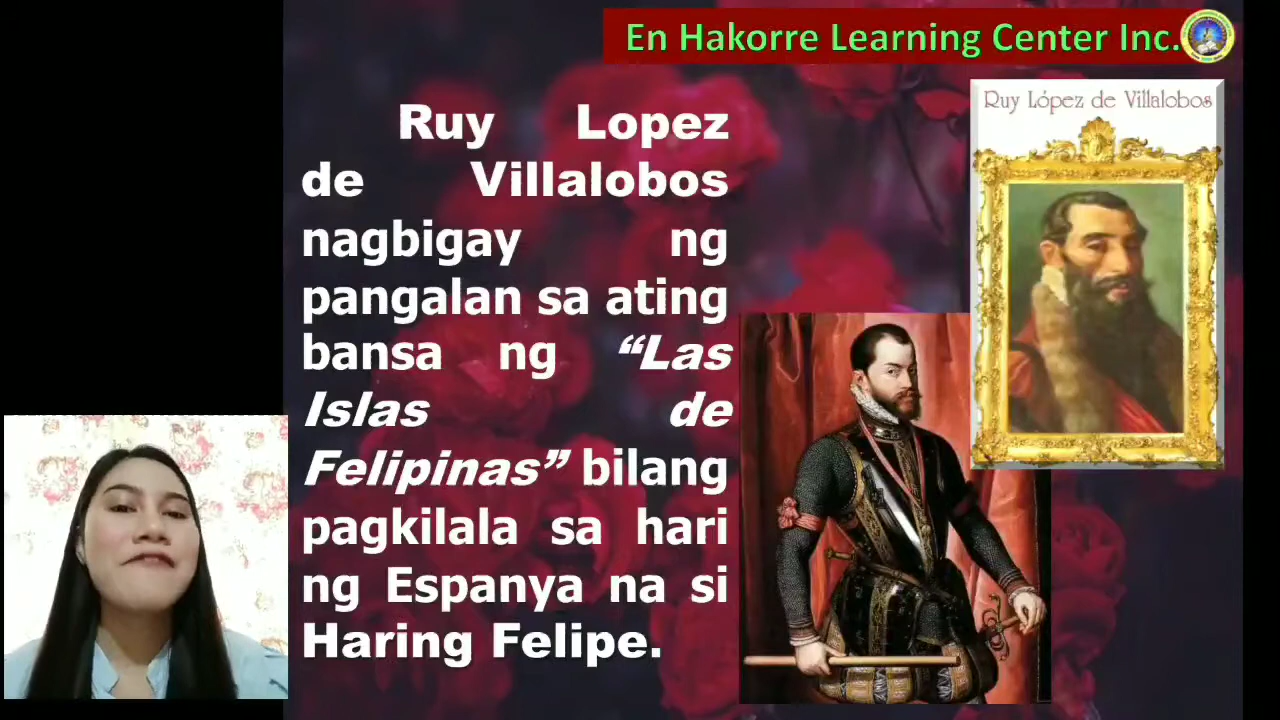 En Hakorre Learning Center Inc.
Ruy López de Villalobos
Ruy Lopez
de Villalobos
nagbigay ng
pangalan sa ating
bansa ng “Las
Islas de
Felipinas” bilang
pagkilala sa hari
ng Espanya na si
Haring Felipe.